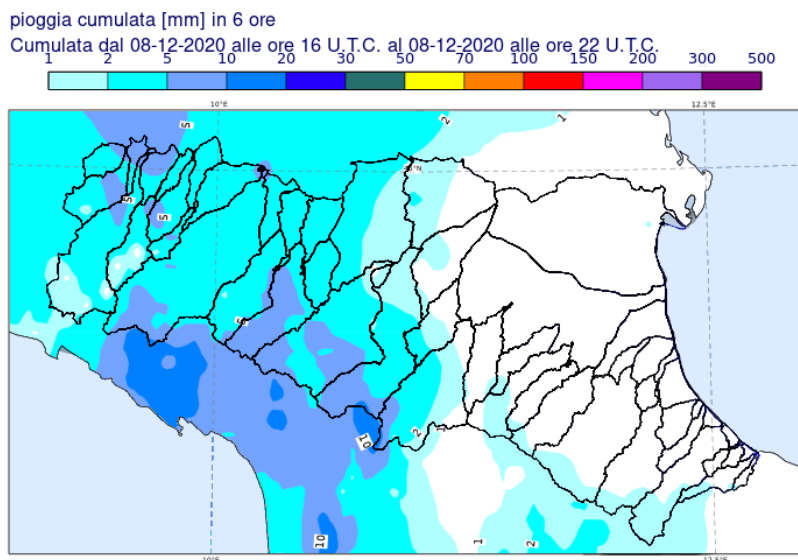 pioggia cumulata [mm] in 6 ore
Cumulata dal 08-12-2020 alle ore 16 U.T.C. al 08-12-2020 alle ore 22 U.T.C.
1 2 5 10 20 30 50 70 100 150 200 300 500
10°E 12.5°E
5 2 1
5
5
10
2
10 1 2
10°E 12.5°E